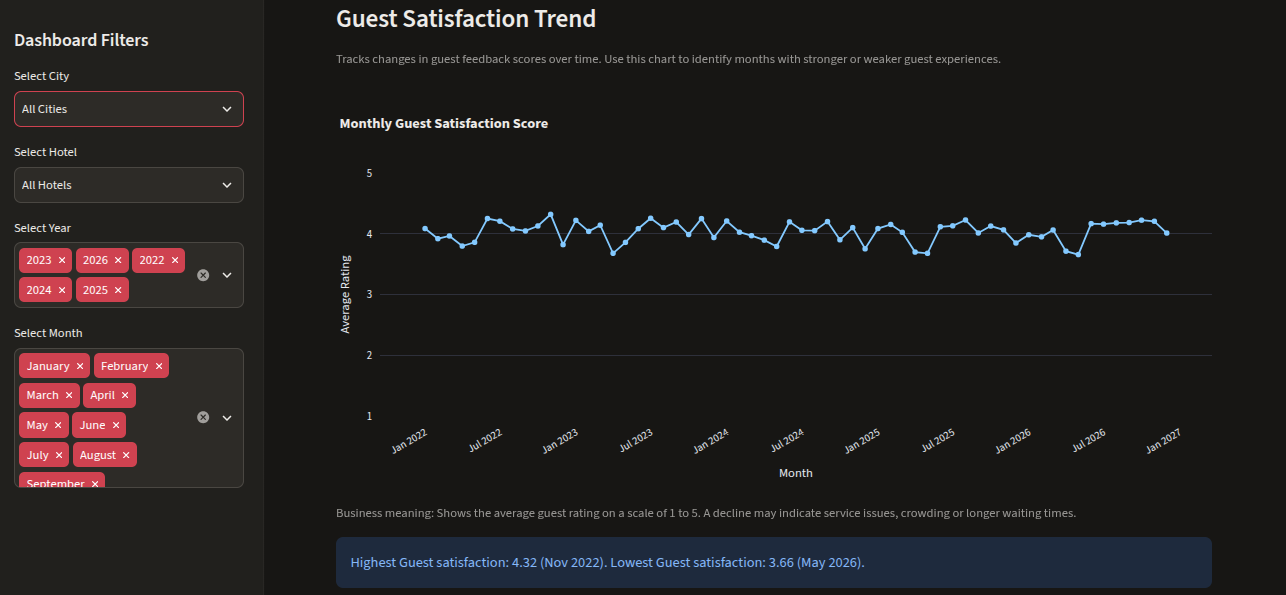 Dashboard Filters
Select City
All Cities
Select Hotel
All Hotels
Select Year
2023 × 2026 × 2022 ×
2024 × 2025 ×
Select Month
January × February ×
March × April ×
May × June ×
July × August ×
September ×
Guest Satisfaction Trend
Tracks changes in guest feedback scores over time. Use this chart to identify months with stronger or weaker guest experiences.
Monthly Guest Satisfaction Score
Average Rating
5
4
3
2
1
Jan 2022 Jul 2022 Jan 2023 Jul 2023 Jan 2024 Jul 2024 Jan 2025 Jul 2025 Jan 2026 Jul 2026 Jan 2027
Month
Business meaning: Shows the average guest rating on a scale of 1 to 5. A decline may indicate service issues, crowding or longer waiting times.
Highest Guest satisfaction: 4.32 (Nov 2022). Lowest Guest satisfaction: 3.66 (May 2026).